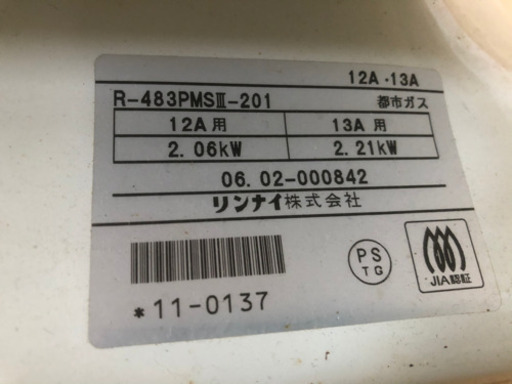 12A・13A
R-483PMSⅢ-201 都市ガス
12A用 13A用
2.06kW 2.21kW
06.02-000842
リンナイ株式会社
PS
TG
JIA認証
*11-0137